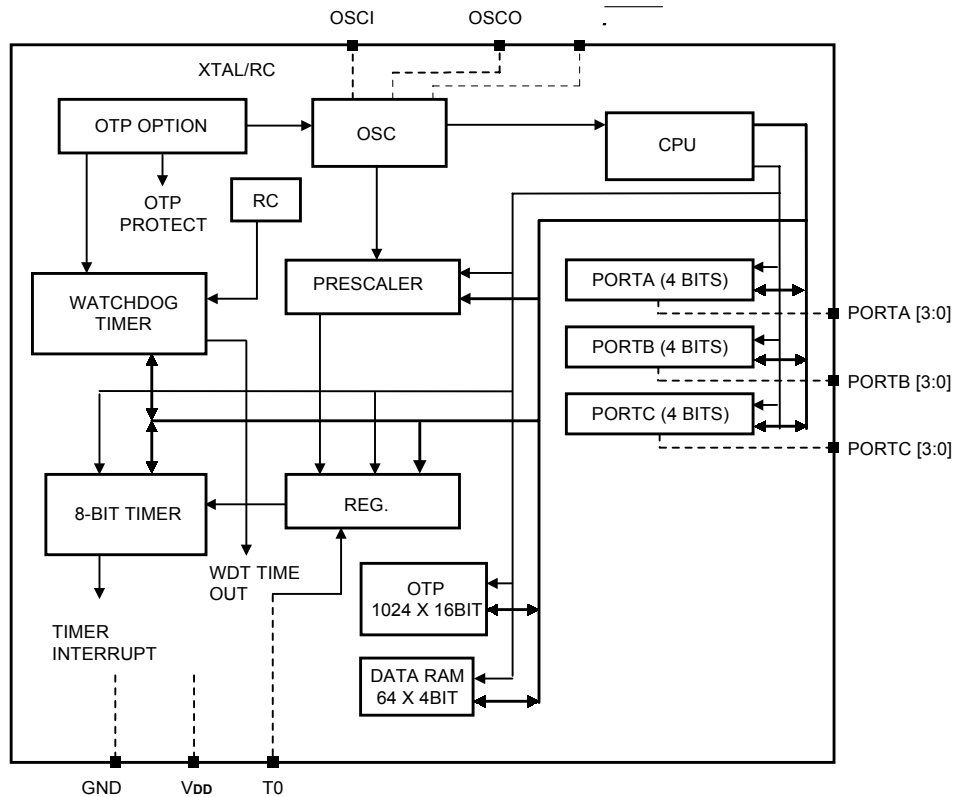 OSCI
OSCO
XTAL/RC
OTP OPTION
OSC
CPU
OTP
PROTECT
RC
WATCHDOG
TIMER
PRESCALER
PORTA (4 BITS)
PORTA [3:0]
PORTB (4 BITS)
PORTB [3:0]
PORTC (4 BITS)
PORTC [3:0]
8-BIT TIMER
REG.
WDT TIME
OUT
OTP
1024 X 16BIT
TIMER
INTERRUPT
DATA RAM
64 X 4BIT
GND
VDD
T0